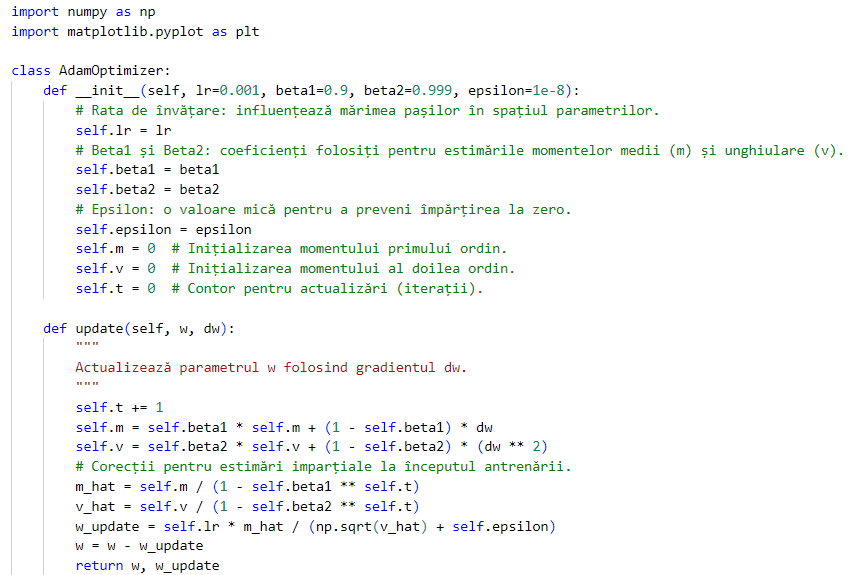 import numpy as np
import matplotlib.pyplot as plt

class AdamOptimizer:
    def __init__(self, lr=0.001, beta1=0.9, beta2=0.999, epsilon=1e-8):
        # Rata de învățare: influențează mărimea pașilor în spațiul parametrilor.
        self.lr = lr
        # Beta1 și Beta2: coeficienți folosiți pentru estimările momentelor medii (m) și unghiulare (v).
        self.beta1 = beta1
        self.beta2 = beta2
        # Epsilon: o valoare mică pentru a preveni împărțirea la zero.
        self.epsilon = epsilon
        self.m = 0  # Inițializarea momentului primului ordin.
        self.v = 0  # Inițializarea momentului al doilea ordin.
        self.t = 0  # Contor pentru actualizări (iterații).

    def update(self, w, dw):
        """
        Actualizează parametrul w folosind gradientul dw.
        """
        self.t += 1
        self.m = self.beta1 * self.m + (1 - self.beta1) * dw
        self.v = self.beta2 * self.v + (1 - self.beta2) * (dw ** 2)
        # Corecții pentru estimări imparțiale la începutul antrenării.
        m_hat = self.m / (1 - self.beta1 ** self.t)
        v_hat = self.v / (1 - self.beta2 ** self.t)
        w_update = self.lr * m_hat / (np.sqrt(v_hat) + self.epsilon)
        w = w - w_update
        return w, w_update